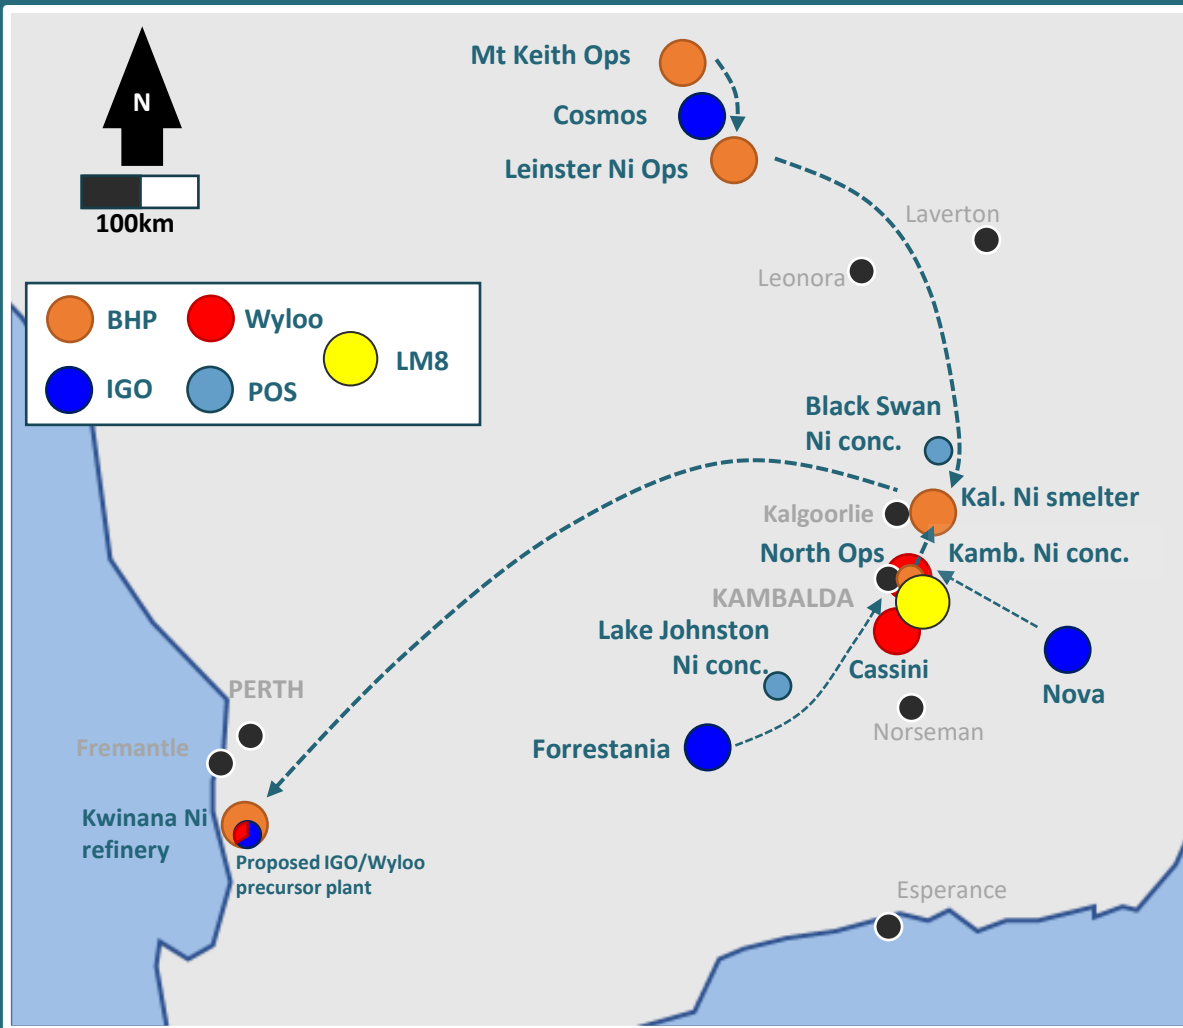 Mt Keith Ops
N
Cosmos
Leinster Ni Ops
100km
Laverton
Leonora
BHP
Wyloo
LM8
IGO
POS
Black Swan
Ni conc.
Kal. Ni smelter
Kalgoorlie
North Ops
Kamb. Ni conc.
KAMBALDA
Lake Johnston
Ni conc.
Cassini
Nova
PERTH
Norseman
Fremantle
Forrestania
Kwinana Ni
refinery
Proposed IGO/Wyloo
precursor plant
Esperance